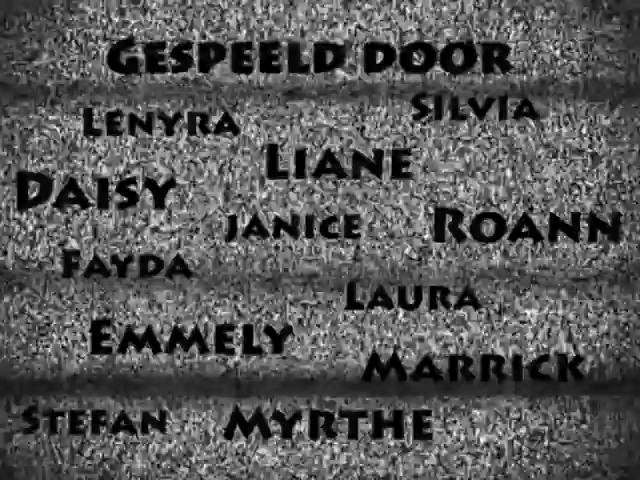 Gespeeld door
Silvia
Lenyra
Liane
Daisy
Janice
Roann
Fayda
Laura
Emmely
Marrick
Stefan
Myrthe